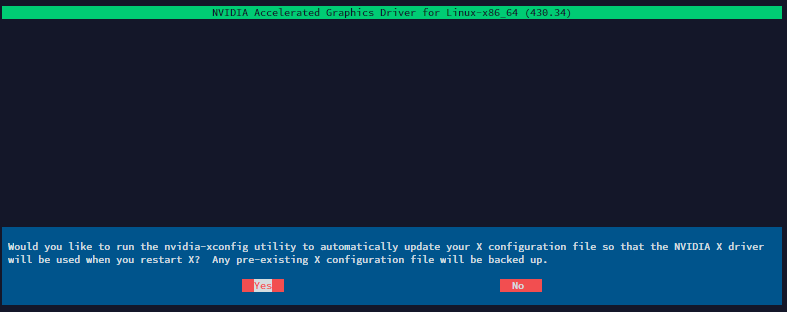 NVIDIA Accelerated Graphics Driver for Linux-x86_64 (430.34)
Would you like to run the nvidia-xconfig utility to automatically update your X configuration file so that the NVIDIA X driver
will be used when you restart X?  Any pre-existing X configuration file will be backed up.
Yes No